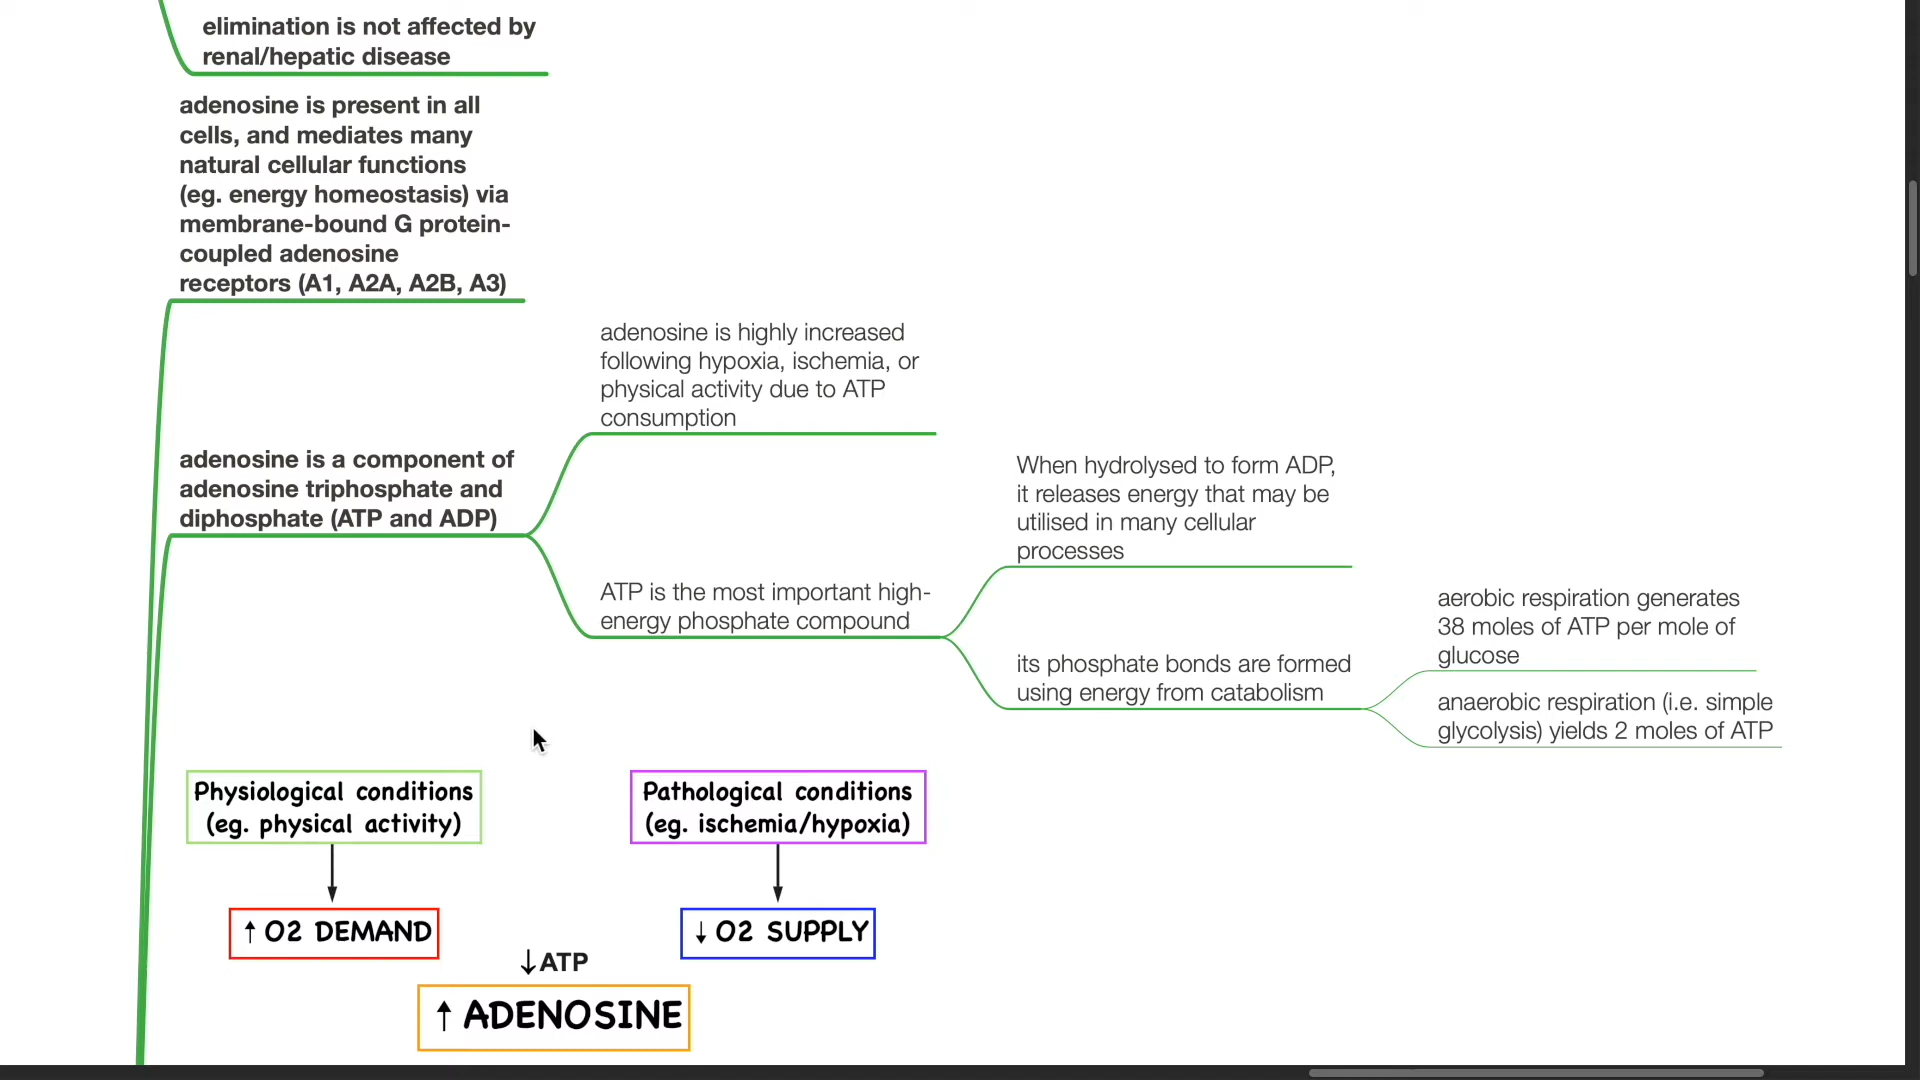 elimination is not affected by
renal/hepatic disease
adenosine is present in all
cells, and mediates many
natural cellular functions
(eg. energy homeostasis) via
membrane-bound G protein-
coupled adenosine
receptors (A1, A2A, A2B, A3)
adenosine is highly increased
following hypoxia, ischemia, or
physical activity due to ATP
consumption
adenosine is a component of
adenosine triphosphate and
diphosphate (ATP and ADP)
When hydrolysed to form ADP,
it releases energy that may be
utilised in many cellular
processes
ATP is the most important high-
energy phosphate compound
aerobic respiration generates
38 moles of ATP per mole of
glucose
its phosphate bonds are formed
using energy from catabolism
anaerobic respiration (i.e. simple
glycolysis) yields 2 moles of ATP
Physiological conditions
(eg. physical activity)
Pathological conditions
(eg. ischemia/hypoxia)
↑ O2 DEMAND
↓ O2 SUPPLY
↓ATP
↑ ADENOSINE